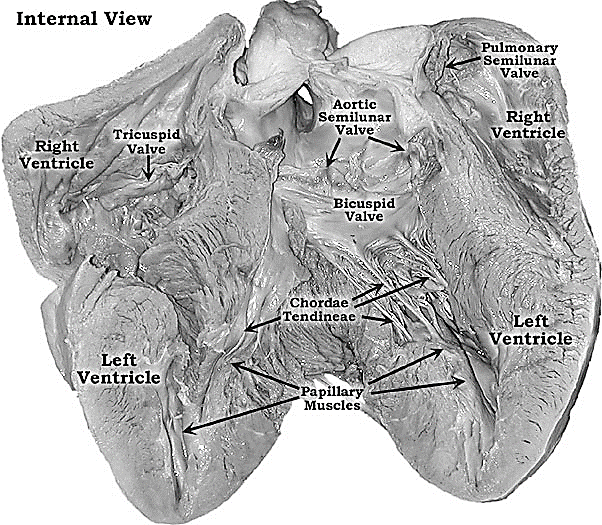 Internal View
Pulmonary
Semilunar
Valve
Aortic
Semilunar
Valve
Right
Ventricle
Tricuspid
Valve
Right
Ventricle
Bicuspid
Valve
Chordae
Tendineae
Left
Ventricle
Left
Ventricle
Papillary
Muscles